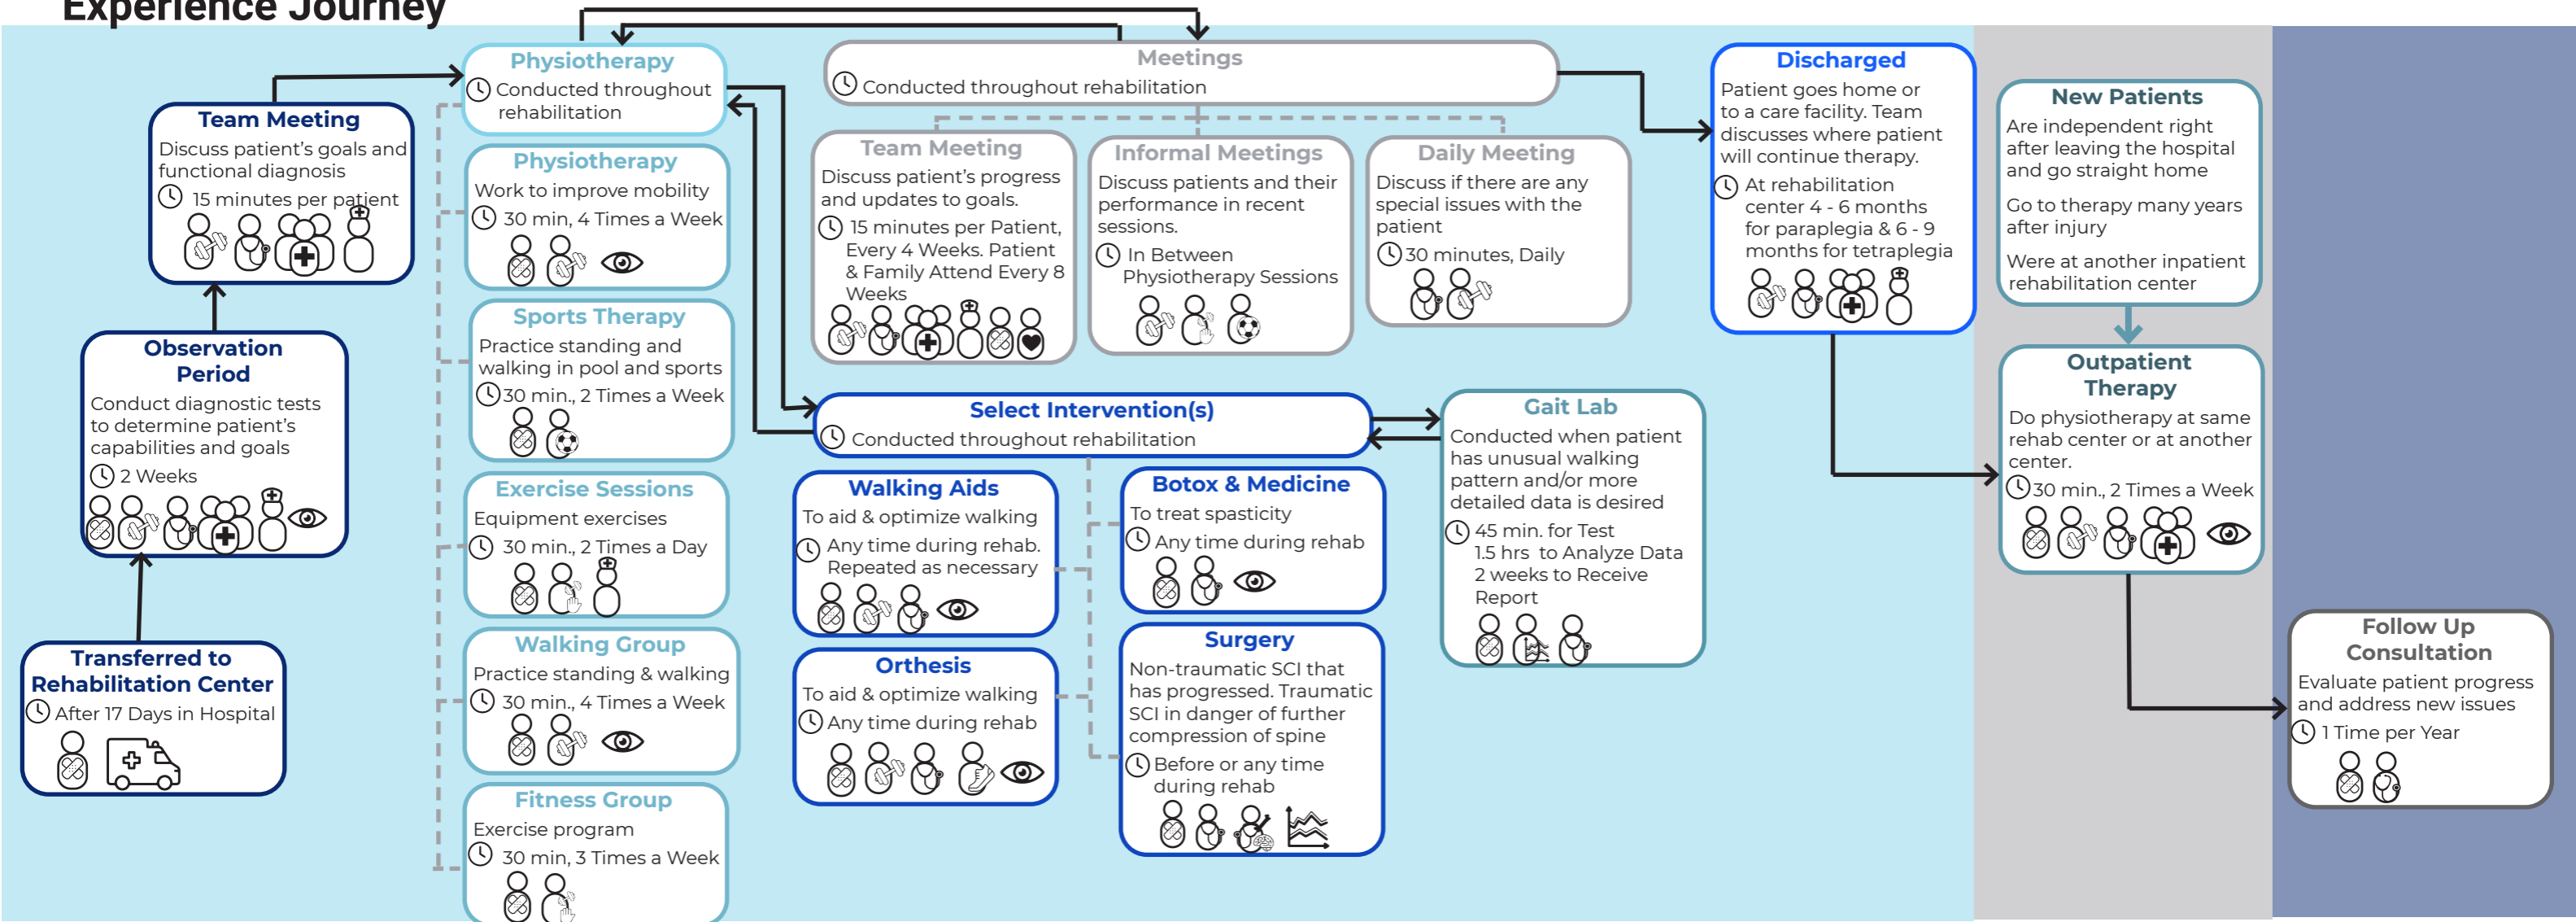 Experience Journey
Transferred to
Rehabilitation Center
After 17 Days in Hospital
Observation
Period
Conduct diagnostic tests
to determine patient's
capabilities and goals
2 Weeks
Team Meeting
Discuss patient's goals and
functional diagnosis
15 minutes per patient
Physiotherapy
Conducted throughout
rehabilitation
Physiotherapy
Work to improve mobility
30 min, 4 Times a Week
Sports Therapy
Practice standing and
walking in pool and sports
30 min., 2 Times a Week
Exercise Sessions
Equipment exercises
30 min., 2 Times a Day
Walking Group
Practice standing & walking
30 min., 4 Times a Week
Fitness Group
Exercise program
30 min, 3 Times a Week
Meetings
Conducted throughout rehabilitation
Team Meeting
Discuss patient's progress
and updates to goals.
15 minutes per Patient,
Every 4 Weeks. Patient
& Family Attend Every 8
Weeks
Informal Meetings
Discuss patients and their
performance in recent
sessions.
In Between
Physiotherapy Sessions
Daily Meeting
Discuss if there are any
special issues with the
patient
30 minutes, Daily
Select Intervention(s)
Conducted throughout rehabilitation
Walking Aids
To aid & optimize walking
Any time during rehab.
Repeated as necessary
Orthesis
To aid & optimize walking
Any time during rehab
Botox & Medicine
To treat spasticity
Any time during rehab
Surgery
Non-traumatic SCI that
has progressed. Traumatic
SCI in danger of further
compression of spine
Before or any time
during rehab
Gait Lab
Conducted when patient
has unusual walking
pattern and/or more
detailed data is desired
45 min. for Test
1.5 hrs to Analyze Data
2 weeks to Receive
Report
Discharged
Patient goes home or
to a care facility. Team
discusses where patient
will continue therapy.
At rehabilitation
center 4 - 6 months
for paraplegia & 6 - 9
months for tetraplegia
New Patients
Are independent right
after leaving the hospital
and go straight home
Go to therapy many years
after injury
Were at another inpatient
rehabilitation center
Outpatient
Therapy
Do physiotherapy at same
rehab center or at another
center.
30 min., 2 Times a Week
Follow Up
Consultation
Evaluate patient progress
and address new issues
1 Time per Year